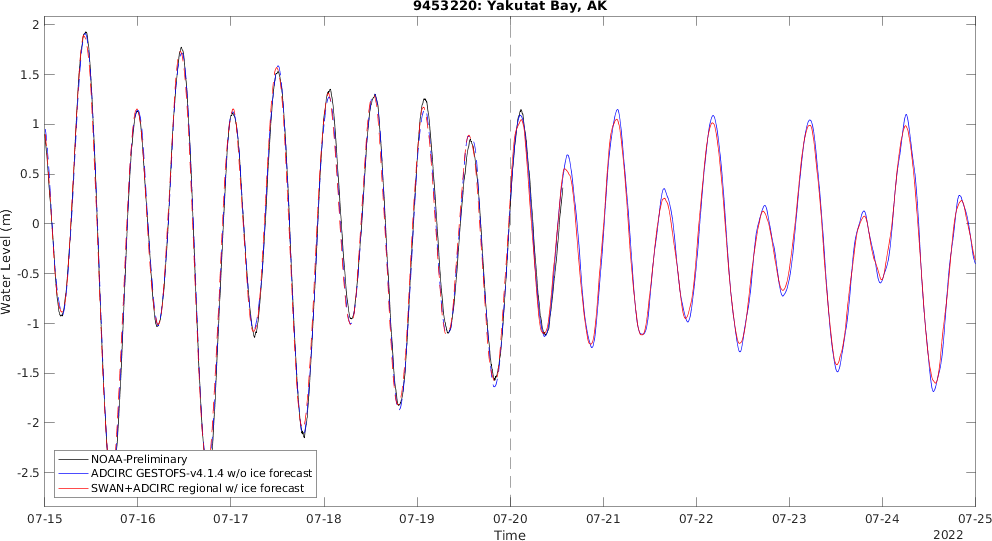 9453220: Yakutat Bay, AK
2
1.5
1
0.5
0
-0.5
-1
-1.5
-2
-2.5
Water Level (m)
NOAA-Preliminary
ADCIRC GESTOFS-v4.1.4 w/o ice forecast
SWAN+ADCIRC regional w/ ice forecast
07-15 07-16 07-17 07-18 07-19 07-20 07-21 07-22 07-23 07-24 07-25
Time
2022